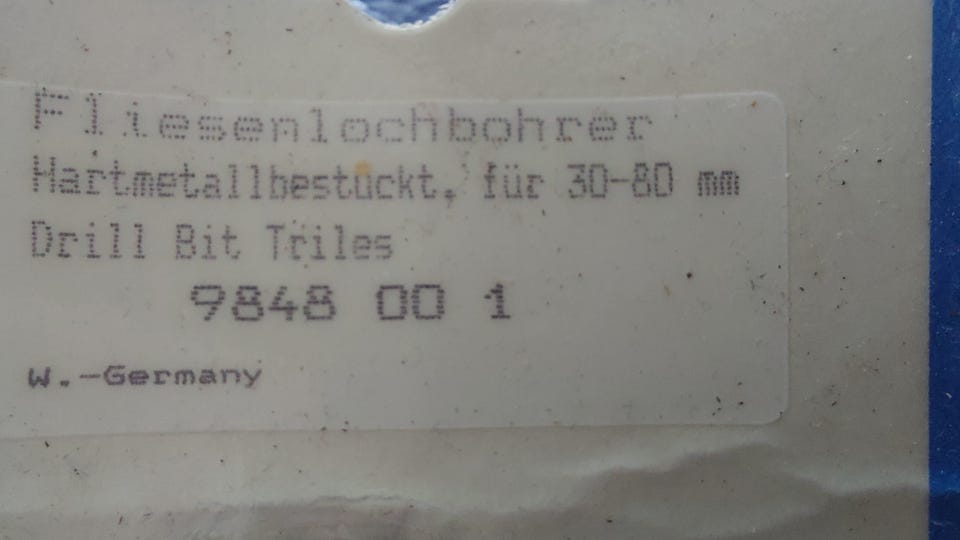 Fliesenlochbohrer
Hartmetallbestückt, für 30-80 mm
Drill Bit Triles
9848 00 1
W.-Germany